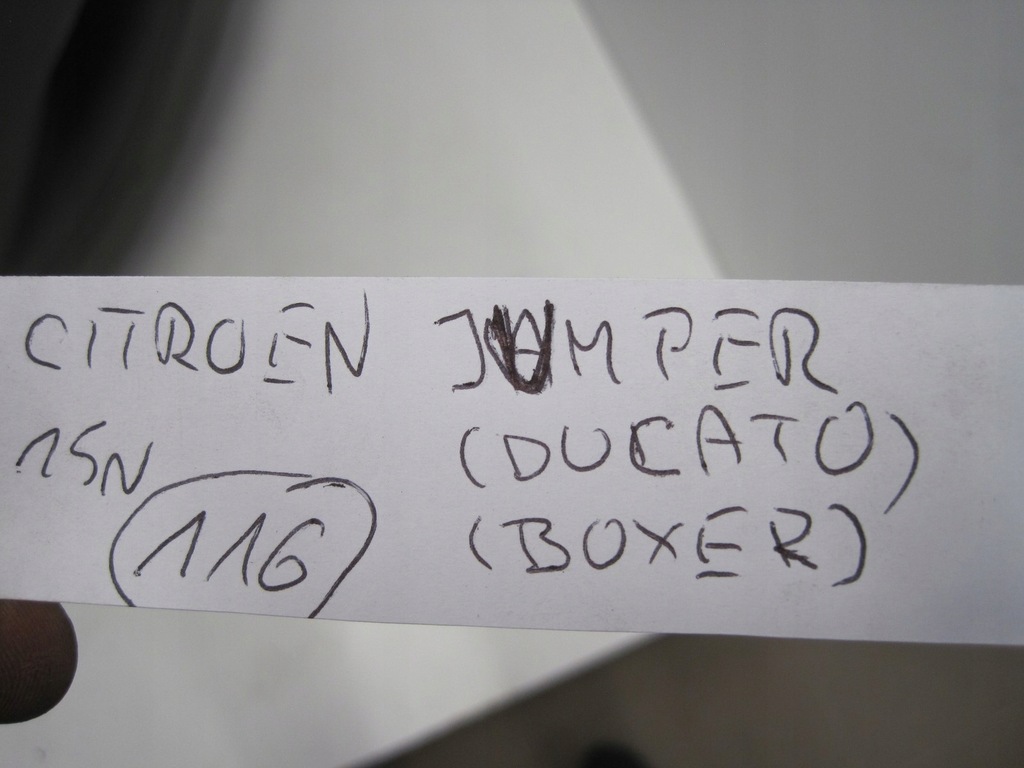 CITROEN JUMPER
15N (DUCATO)
116 (BOXER)